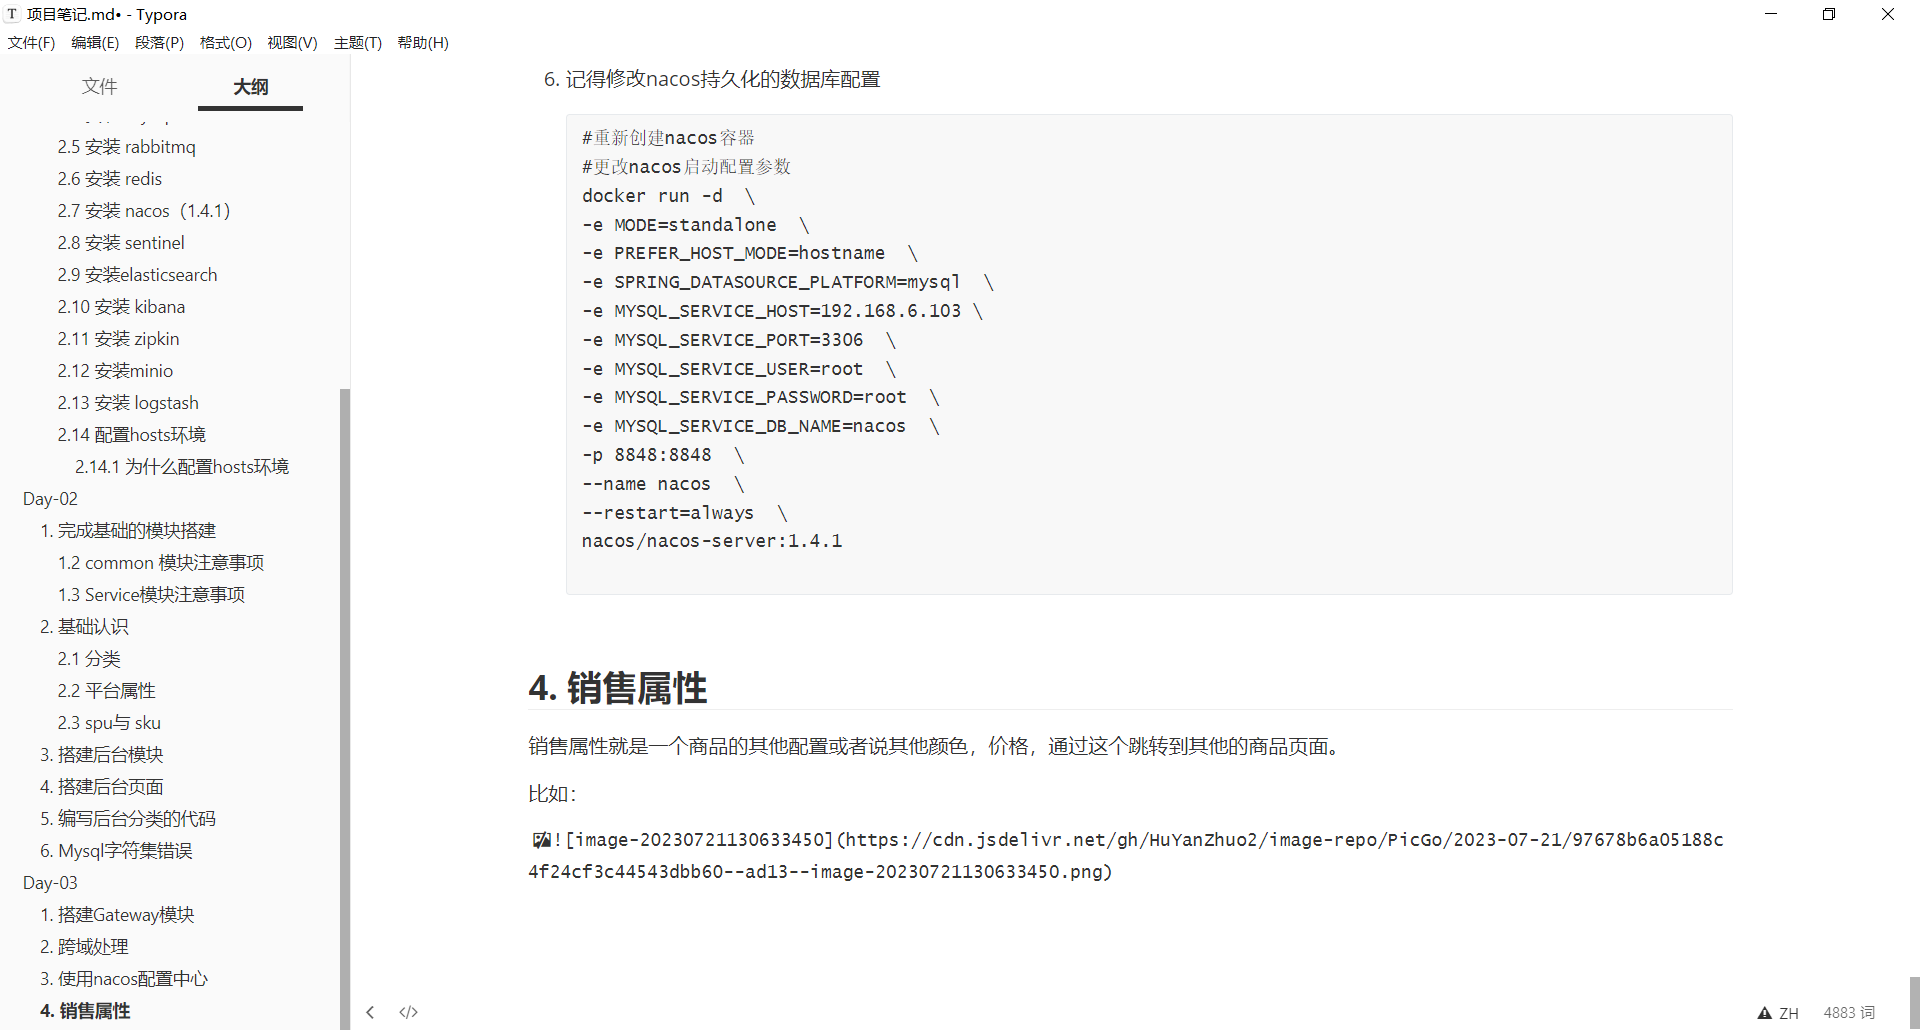 项目笔记.md• - Typora
文件(F) 编辑(E) 段落(P) 格式(O) 视图(V) 主题(T) 帮助(H)
文件 大纲
2.5 安装 rabbitmq
2.6 安装 redis
2.7 安装 nacos（1.4.1）
2.8 安装 sentinel
2.9 安装elasticsearch
2.10 安装 kibana
2.11 安装 zipkin
2.12 安装minio
2.13 安装 logstash
2.14 配置hosts环境
2.14.1 为什么配置hosts环境
Day-02
1. 完成基础的模块搭建
1.2 common 模块注意事项
1.3 Service模块注意事项
2. 基础认识
2.1 分类
2.2 平台属性
2.3 spu与 sku
3. 搭建后台模块
4. 搭建后台页面
5. 编写后台分类的代码
6. Mysql字符集错误
Day-03
1. 搭建Gateway模块
2. 跨域处理
3. 使用nacos配置中心
4. 销售属性
6. 记得修改nacos持久化的数据库配置
#重新创建nacos容器
#更改nacos启动配置参数
docker run -d  \
-e MODE=standalone  \
-e PREFER_HOST_MODE=hostname  \
-e SPRING_DATASOURCE_PLATFORM=mysql  \
-e MYSQL_SERVICE_HOST=192.168.6.103 \
-e MYSQL_SERVICE_PORT=3306  \
-e MYSQL_SERVICE_USER=root  \
-e MYSQL_SERVICE_PASSWORD=root  \
-e MYSQL_SERVICE_DB_NAME=nacos  \
-p 8848:8848  \
--name nacos  \
--restart=always  \
nacos/nacos-server:1.4.1
4. 销售属性
销售属性就是一个商品的其他配置或者说其他颜色，价格，通过这个跳转到其他的商品页面。
比如：
![image-20230721130633450](https://cdn.jsdelivr.net/gh/HuYanZhuo2/image-repo/PicGo/2023-07-21/97678b6a05188c
4f24cf3c44543dbb60--ad13--image-20230721130633450.png)
</> ZH 4883 词